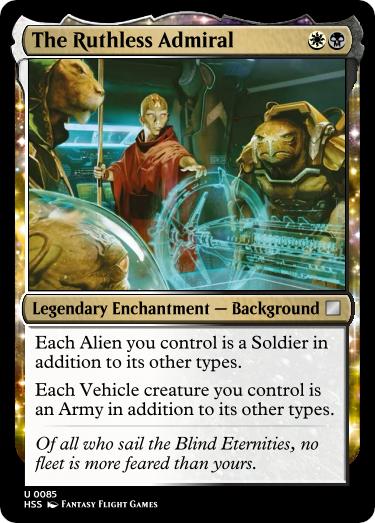 The Ruthless Admiral
Legendary Enchantment — Background
Each Alien you control is a Soldier in
addition to its other types.
Each Vehicle creature you control is
an Army in addition to its other types.
Of all who sail the Blind Eternities, no
fleet is more feared than yours.
U 0085
HSS Fantasy Flight Games